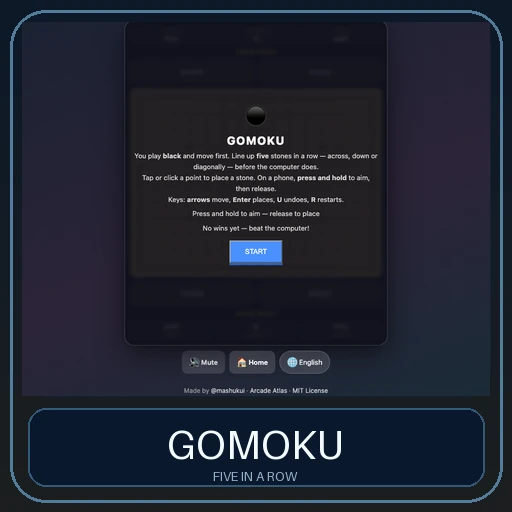 GOMOKU
You play black and move first. Line up five stones in a row — across, down or
diagonally — before the computer does.
Tap or click a point to place a stone. On a phone, press and hold to aim,
then release.
Keys: arrows move, Enter places, U undoes, R restarts.
Press and hold to aim — release to place
No wins yet — beat the computer!
START
Mute
Home
English
Made by @mashukui · Arcade Atlas · MIT License
GOMOKU
FIVE IN A ROW